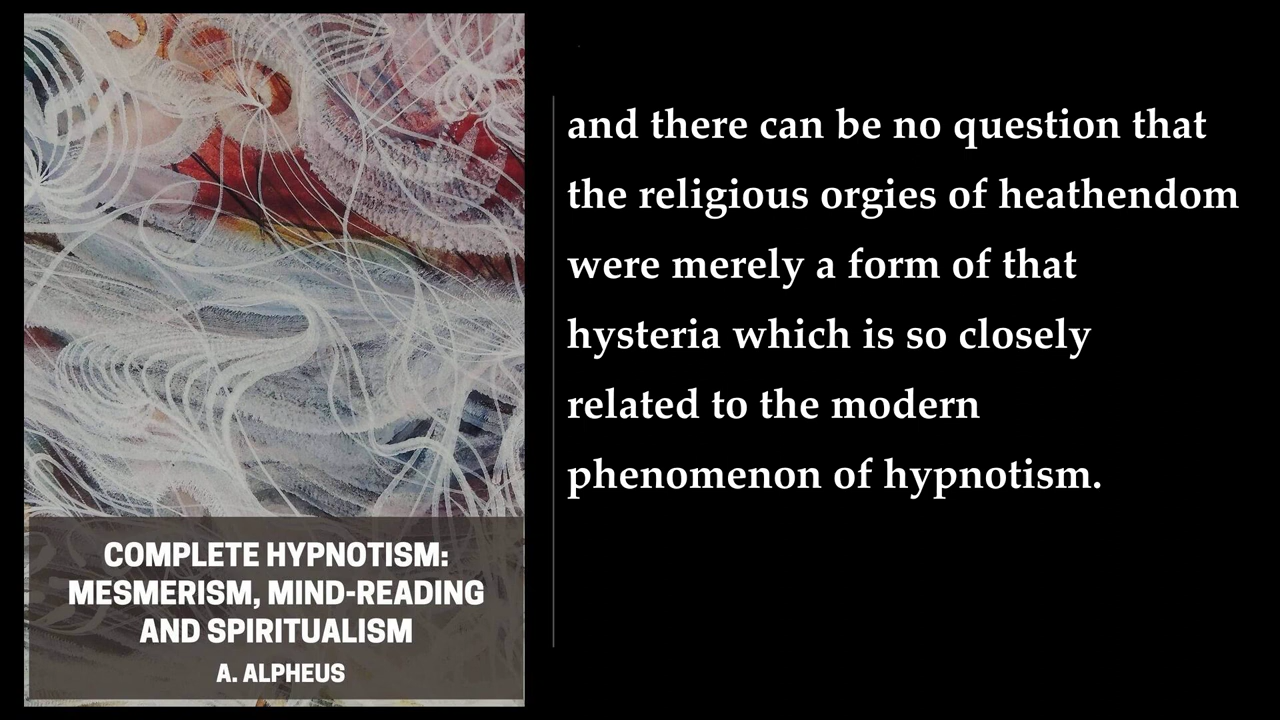 and there can be no question that
the religious orgies of heathendom
were merely a form of that
hysteria which is so closely
related to the modern
phenomenon of hypnotism.
COMPLETE HYPNOTISM:
MESMERISM, MIND-READING
AND SPIRITUALISM
A. ALPHEUS